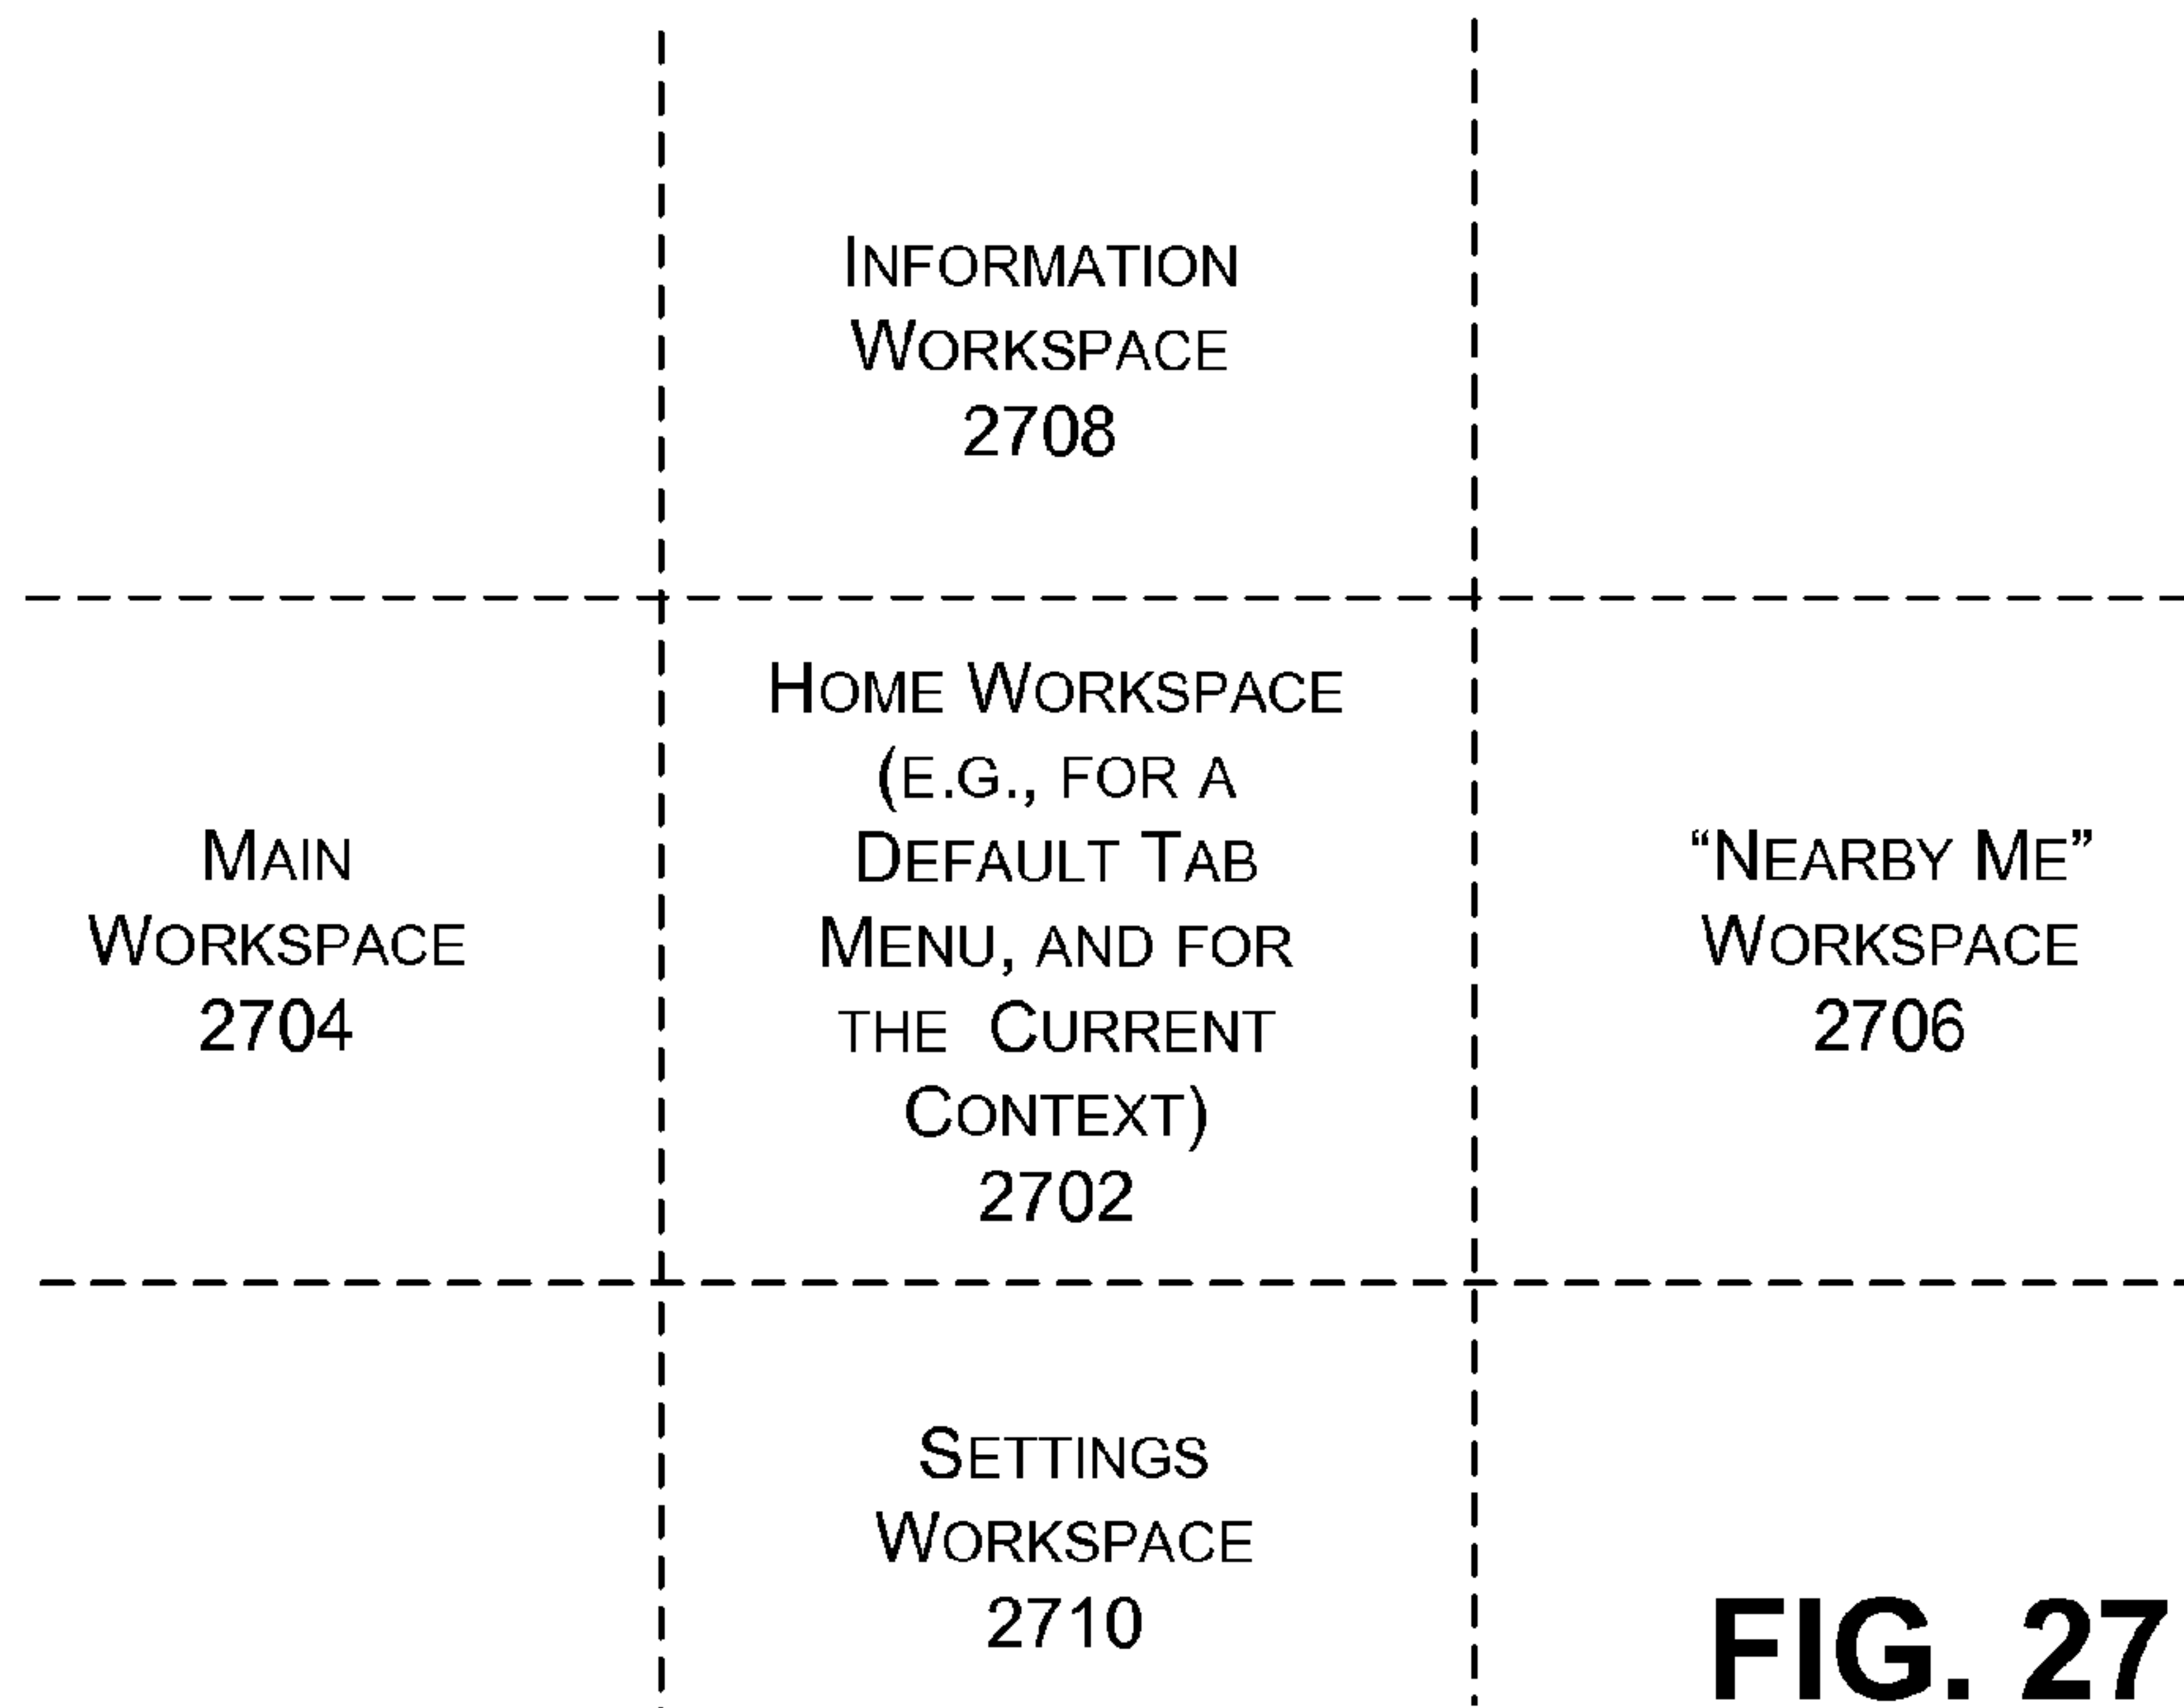 INFORMATION
WORKSPACE
2708
MAIN
WORKSPACE
2704
HOME WORKSPACE
(E.G., FOR A
DEFAULT TAB
MENU, AND FOR
THE CURRENT
CONTEXT)
2702
“NEARBY ME”
WORKSPACE
2706
SETTINGS
WORKSPACE
2710
FIG. 27